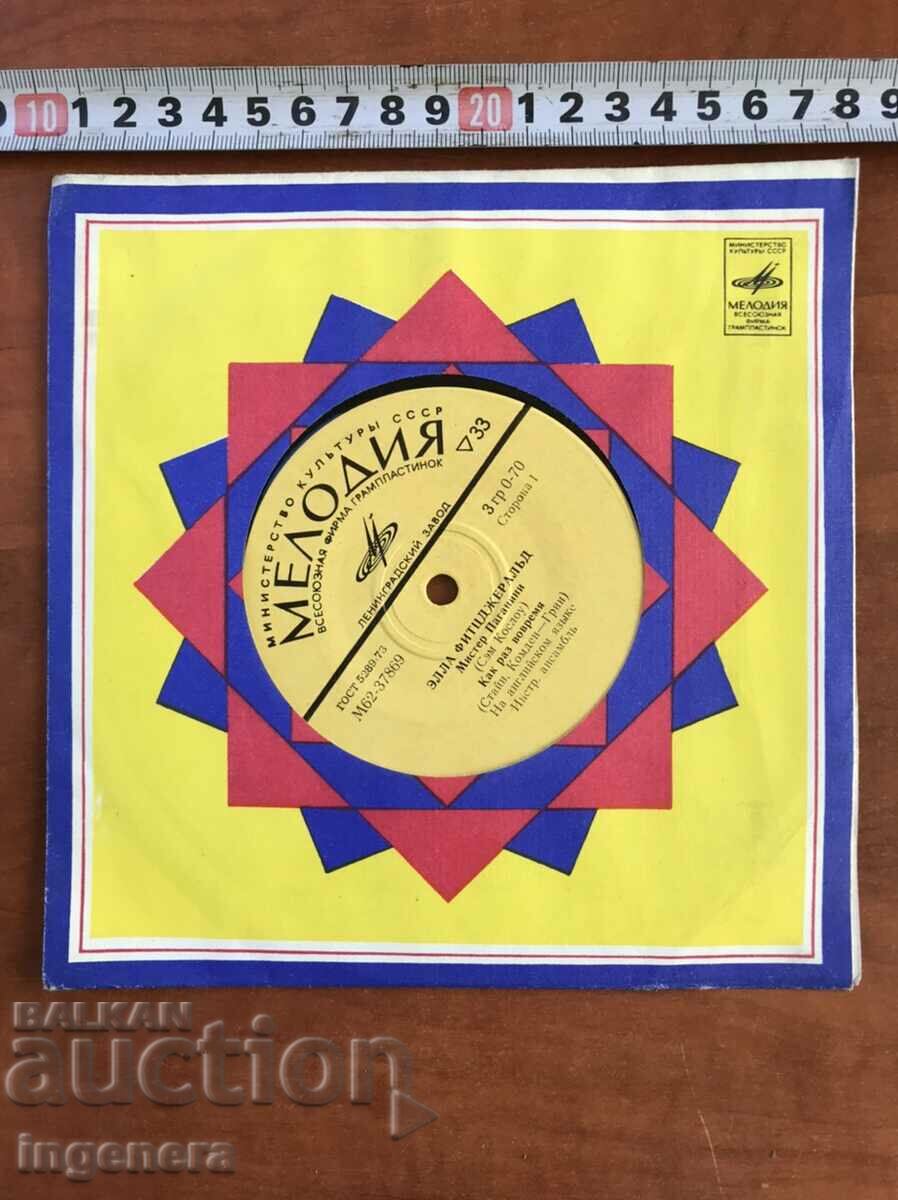 0 10 1 2 3 4 5 6 7 8 9 20 1 2 3 4 5 6 7 8 9
МИНИСТЕРСТВО
КУЛЬТУРЫ СССР
МЕЛОДИЯ
ВСЕСОЮЗНАЯ
ФИРМА
ГРАМПЛАСТИНОК
МИНИСТЕРСТВО КУЛЬТУРЫ СССР
МЕЛОДИЯ
ВСЕСОЮЗНАЯ ФИРМА ГРАМПЛАСТИНОК
▽33
ЛЕНИНГРАДСКИЙ ЗАВОД
ГОСТ 5289-73
М62-37869
3 гр 0-70
Сторона 1
ЭЛЛА ФИТЦДЖЕРАЛЬД
Мистер Паганини
(Сэм Кослоу)
Как раз вовремя
(Стайн, Комден—Грин)
На английском языке
Инстр. ансамбль
BALKAN
auction
ingenera